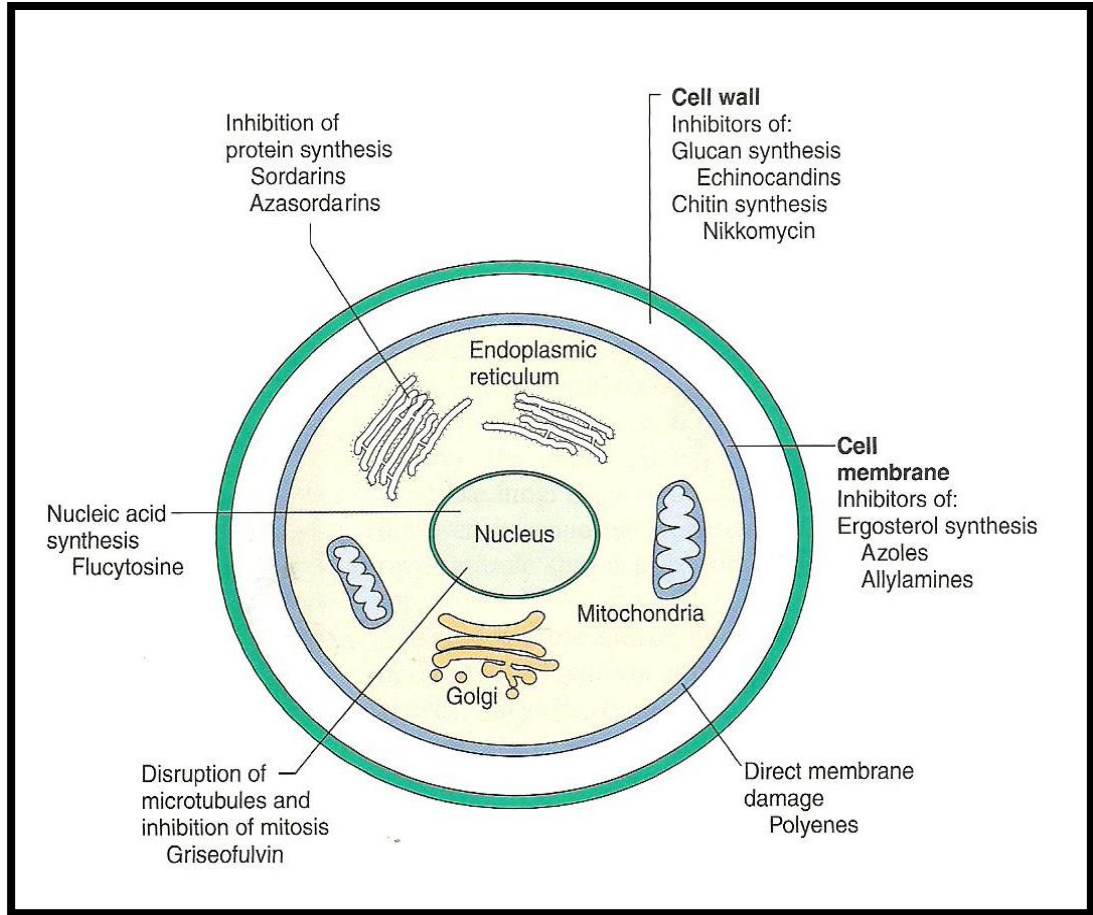 Inhibition of
protein synthesis
Sordarins
Azasordarins
Cell wall
Inhibitors of:
Glucan synthesis
Echinocandins
Chitin synthesis
Nikkomycin
Endoplasmic
reticulum
Cell
membrane
Inhibitors of:
Ergosterol synthesis
Azoles
Allylamines
Nucleic acid
synthesis
Flucytosine
Nucleus
Mitochondria
Golgi
Disruption of
microtubules and
inhibition of mitosis
Griseofulvin
Direct membrane
damage
Polyenes